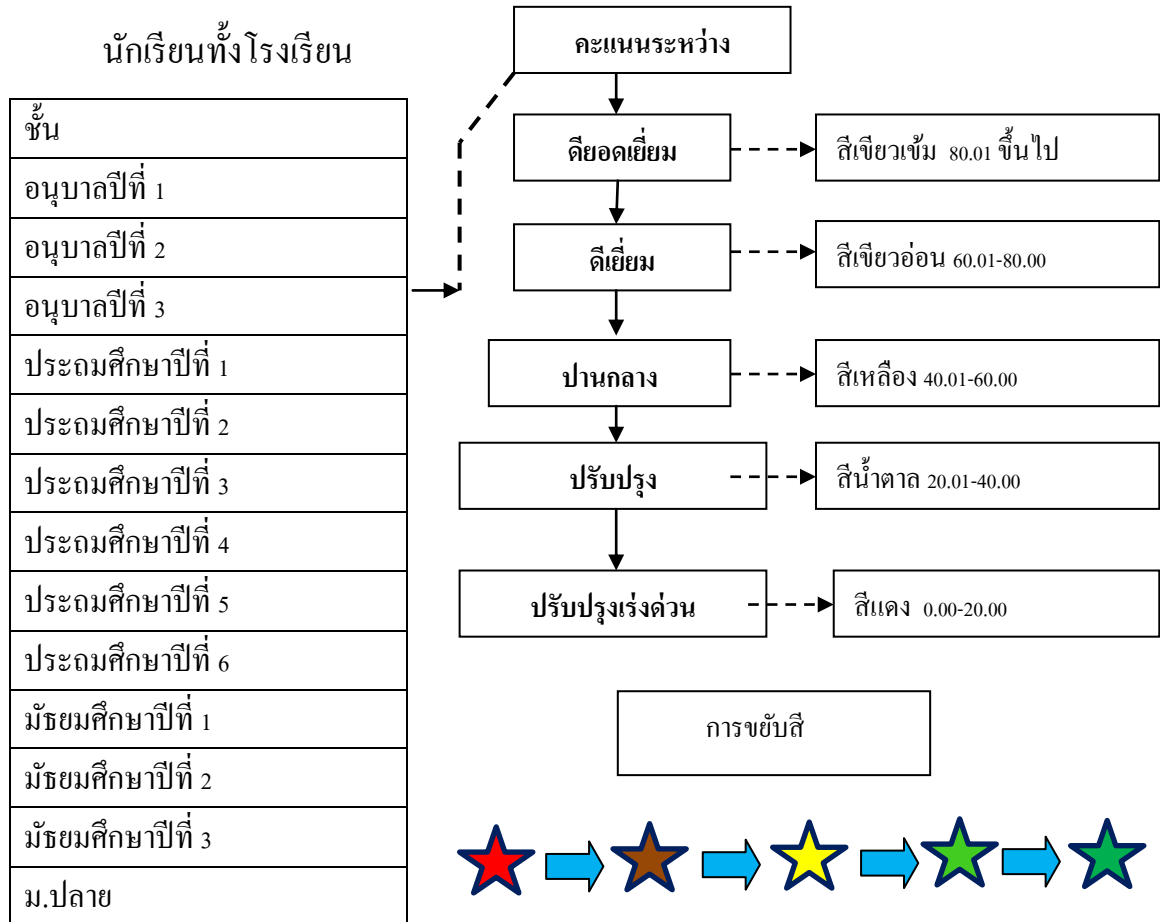 นักเรียนทั้งโรงเรียน
ชั้น
อนุบาลปีที่ 1
อนุบาลปีที่ 2
อนุบาลปีที่ 3
ประถมศึกษาปีที่ 1
ประถมศึกษาปีที่ 2
ประถมศึกษาปีที่ 3
ประถมศึกษาปีที่ 4
ประถมศึกษาปีที่ 5
ประถมศึกษาปีที่ 6
มัธยมศึกษาปีที่ 1
มัธยมศึกษาปีที่ 2
มัธยมศึกษาปีที่ 3
ม.ปลาย
คะแนนระหว่าง
ดียอดเยี่ยม
สีเขียวเข้ม 80.01 ขึ้นไป
ดีเยี่ยม
สีเขียวอ่อน 60.01-80.00
ปานกลาง
สีเหลือง 40.01-60.00
ปรับปรุง
สีน้ำตาล 20.01-40.00
ปรับปรุงเร่งด่วน
สีแดง 0.00-20.00
การขยับสี